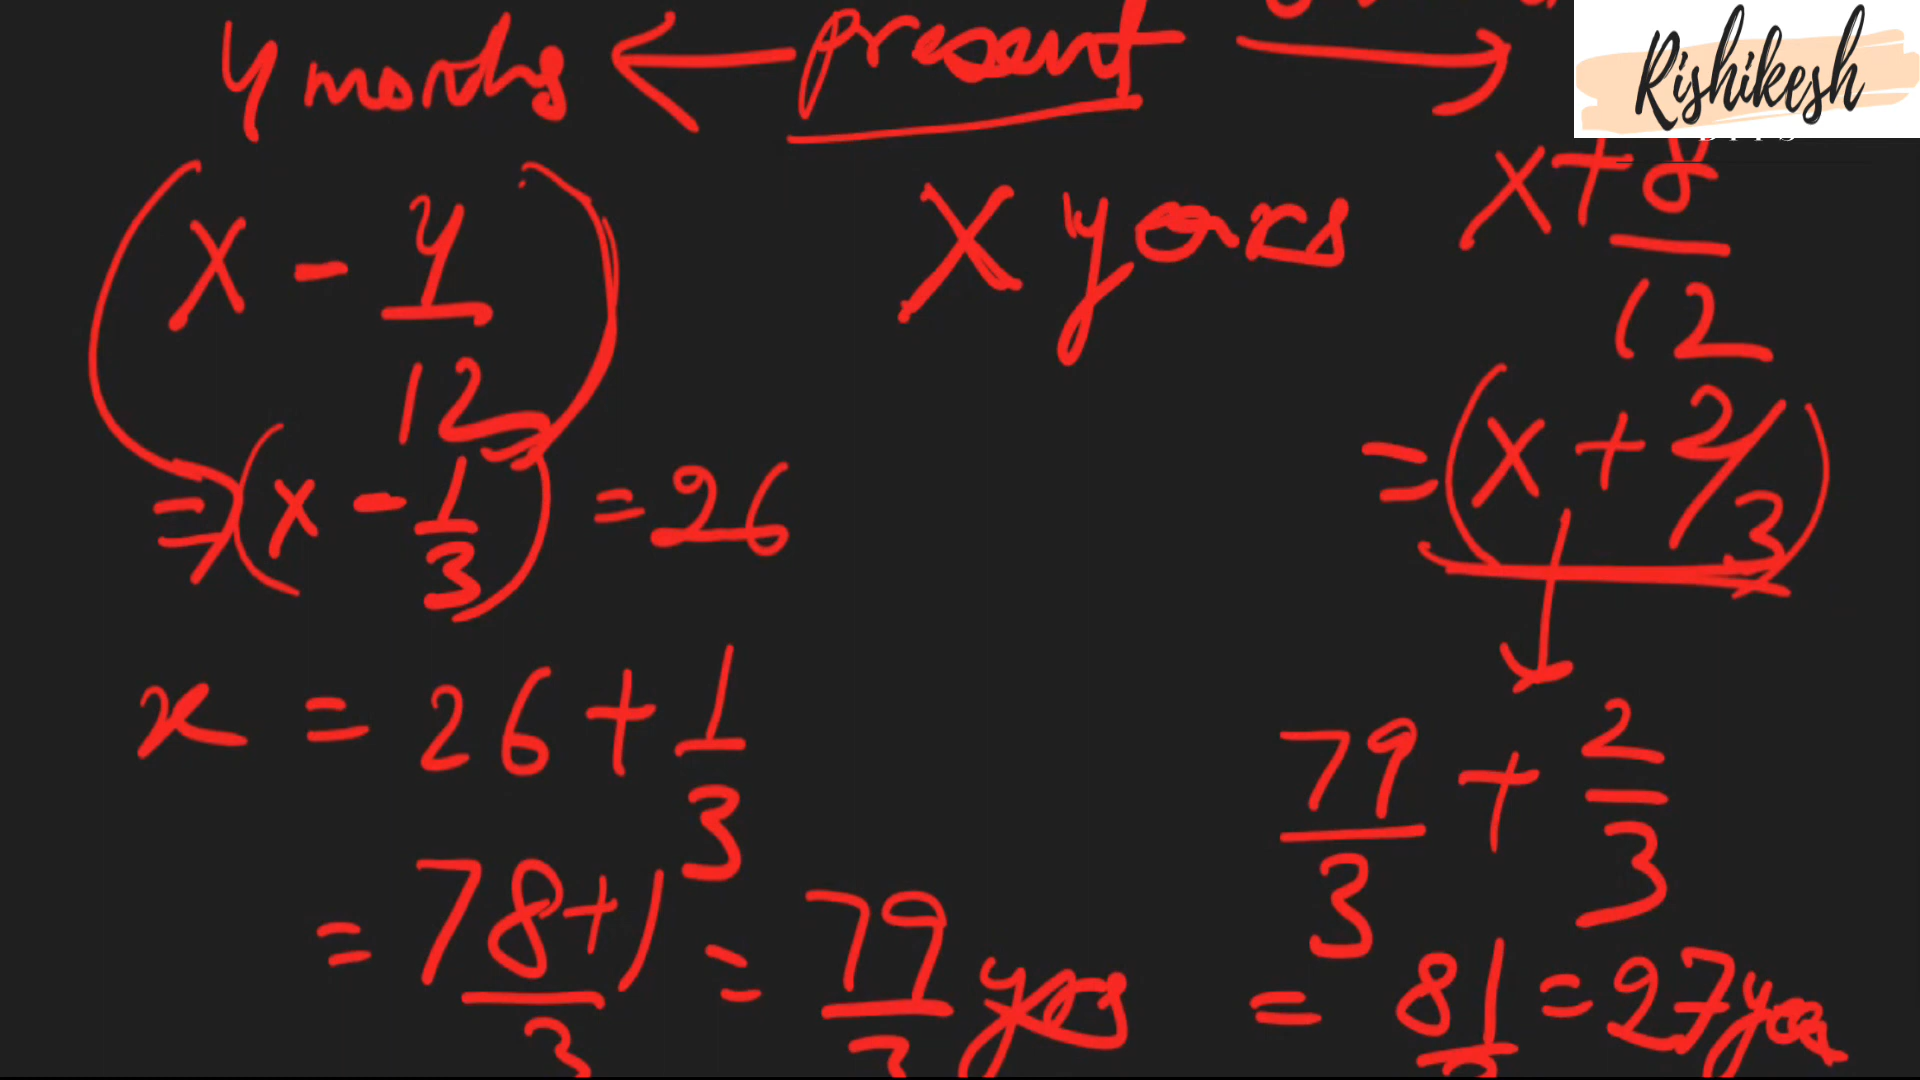 4 months ← present →
Rishikesh
x - 4/12
x years
x + 8/12
⇒ (x - 1/3) = 26
= (x + 2/3)
x = 26 + 1/3
79/3 + 2/3
= 78+1/3 = 79/3 yrs
= 81/3 = 27 years